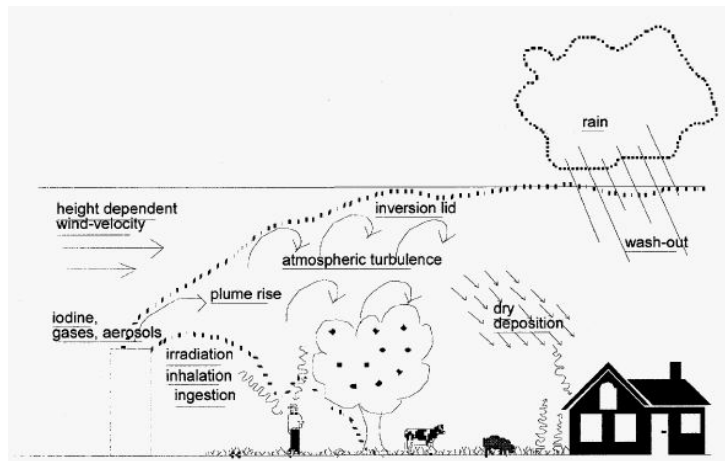 rain
height dependent
wind-velocity
inversion lid
wash-out
atmospheric turbulence
plume rise
iodine,
gases, aerosols
dry
deposition
irradiation
inhalation
ingestion